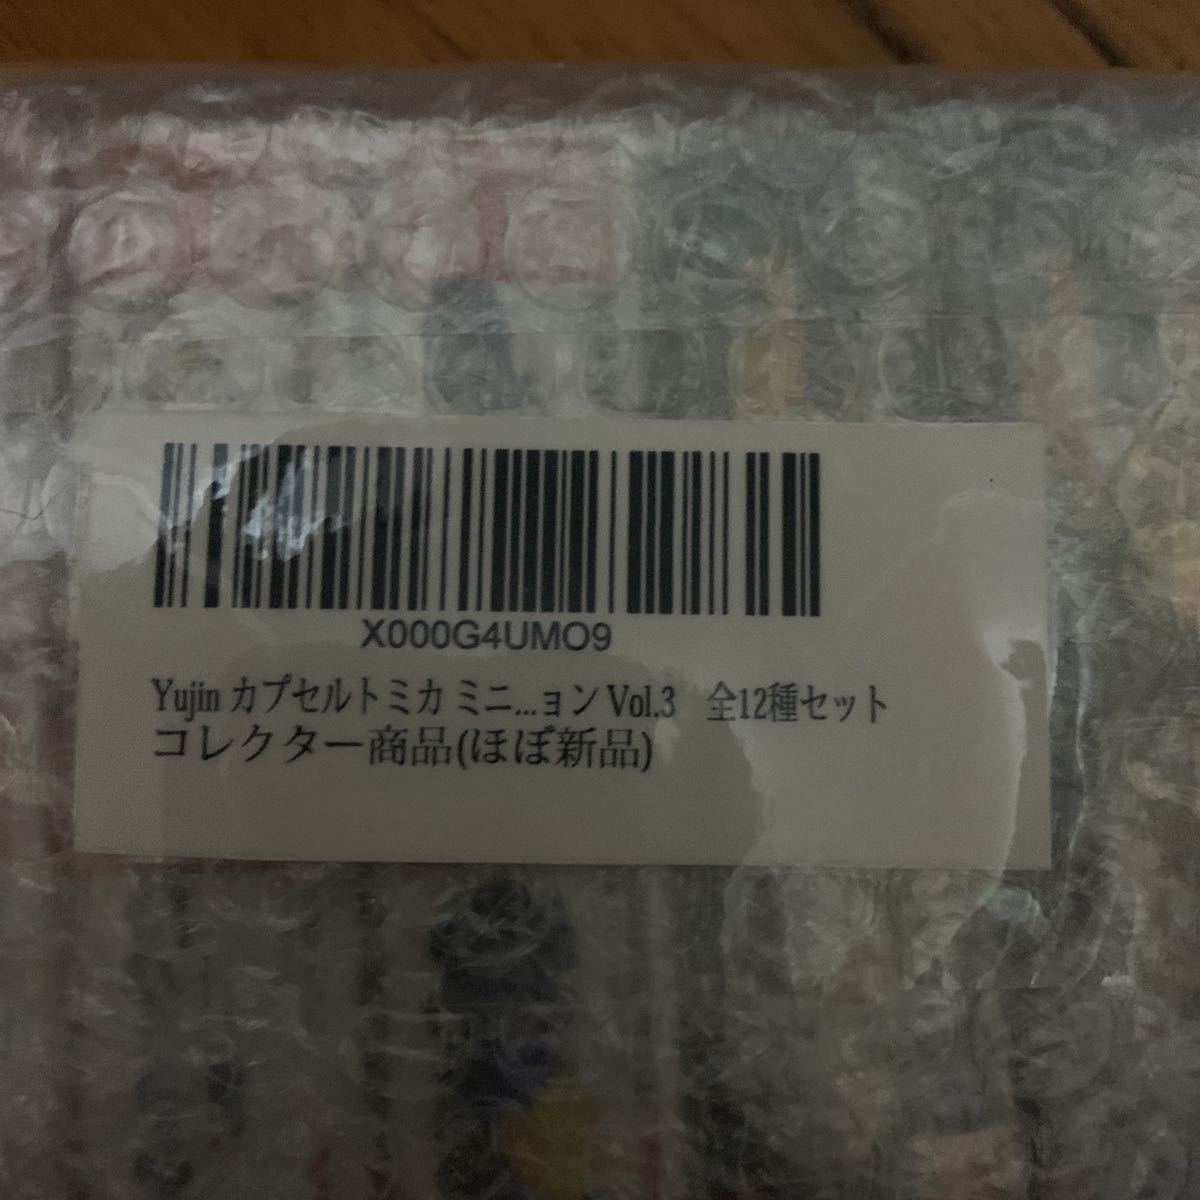 X000G4UMO9
Yujin カプセルトミカ ミニ...ョン Vol.3　全12種セット
コレクター商品(ほぼ新品)